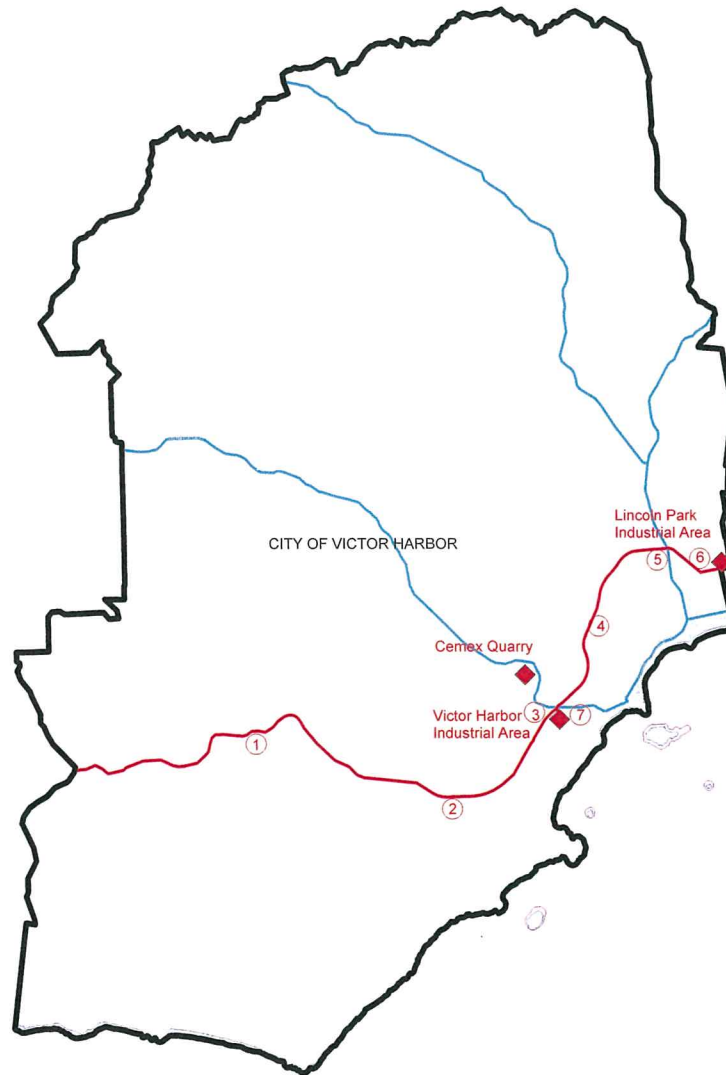 Lincoln Park
Industrial Area
6
5
CITY OF VICTOR HARBOR
4
Cemex Quarry
3
7
Victor Harbor
Industrial Area
1
2